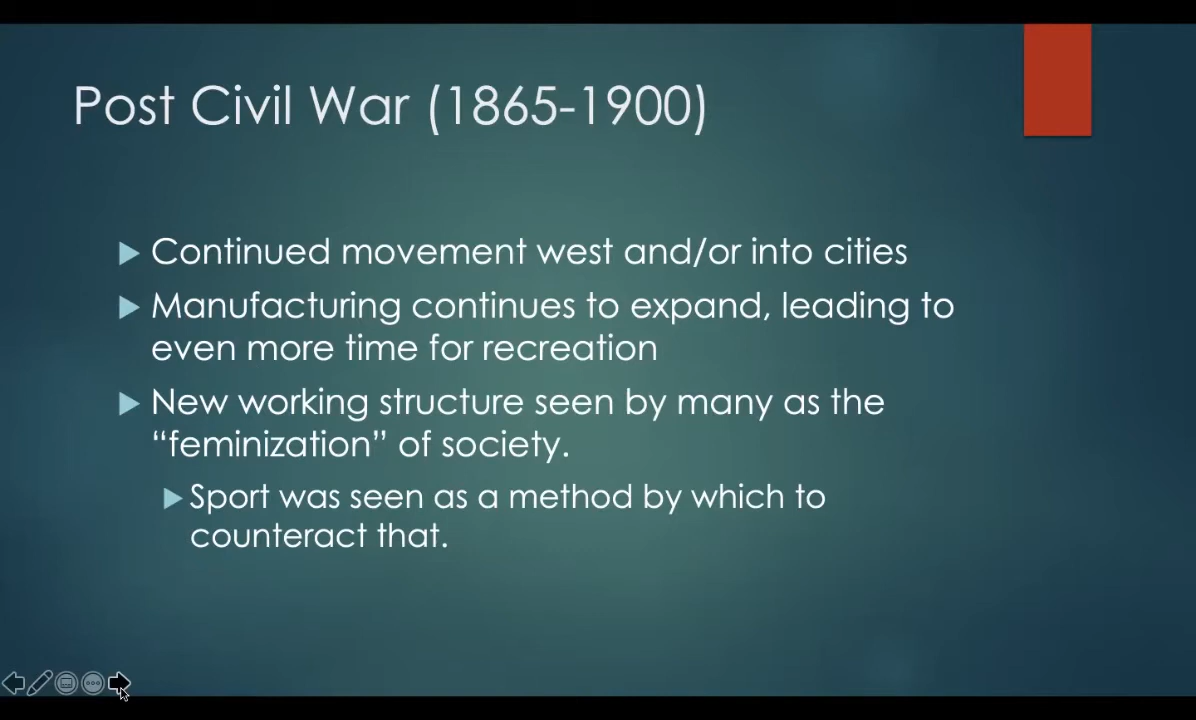 Post Civil War (1865-1900)
Continued movement west and/or into cities
Manufacturing continues to expand, leading to
even more time for recreation
New working structure seen by many as the
“feminization” of society.
Sport was seen as a method by which to
counteract that.